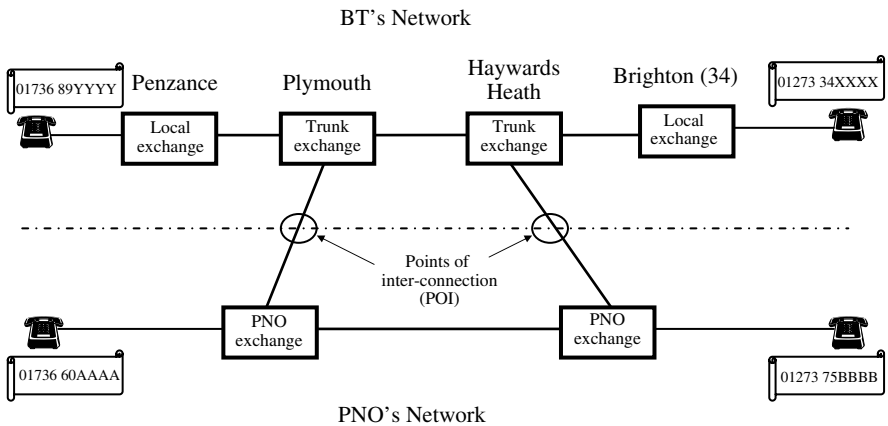 BT's Network
01736 89YYYY
Penzance
Plymouth
Haywards
Heath
Brighton (34)
01273 34XXXX
Local
exchange
Trunk
exchange
Trunk
exchange
Local
exchange
Points of
inter-connection
(POI)
PNO
exchange
PNO
exchange
01736 60AAAA
01273 75BBBB
PNO's Network